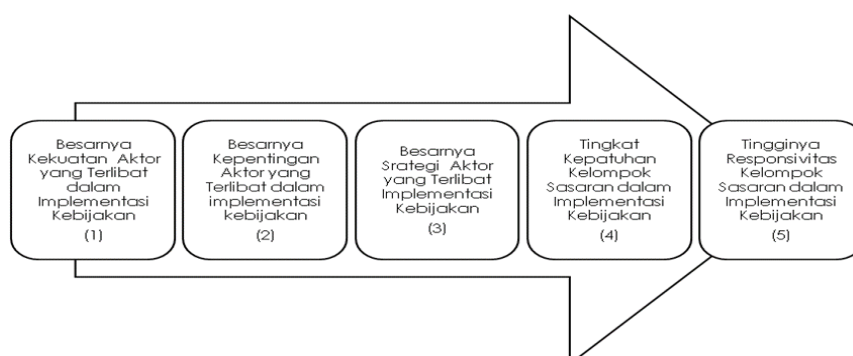 Besarnya
Kekuatan Aktor
yang Terlibat
dalam
Implementasi
Kebijakan
(1)
Besarnya
Kepentingan
Aktor yang
Terlibat dalam
implementasi
kebijakan
(2)
Besarnya
Srategi Aktor
yang Terlibat
Implementasi
Kebijakan
(3)
Tingkat
Kepatuhan
Kelompok
Sasaran dalam
Implementasi
Kebijakan
(4)
Tingginya
Responsivitas
Kelompok
Sasaran dalam
Implementasi
Kebijakan
(5)